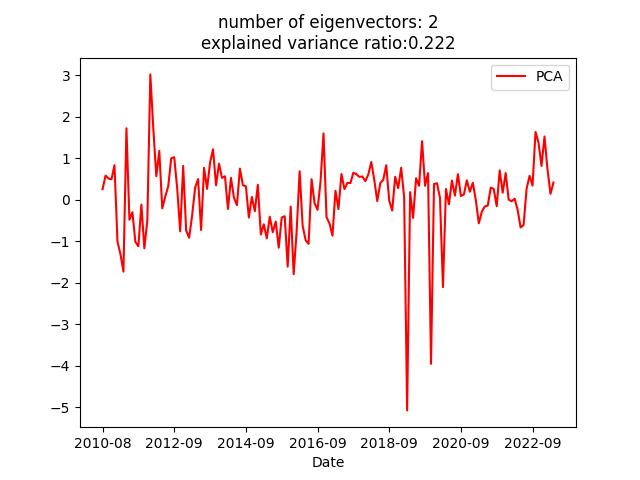 number of eigenvectors: 2
explained variance ratio:0.222
PCA
3
2
1
0
−1
−2
−3
−4
−5
2010-08 2012-09 2014-09 2016-09 2018-09 2020-09 2022-09
Date